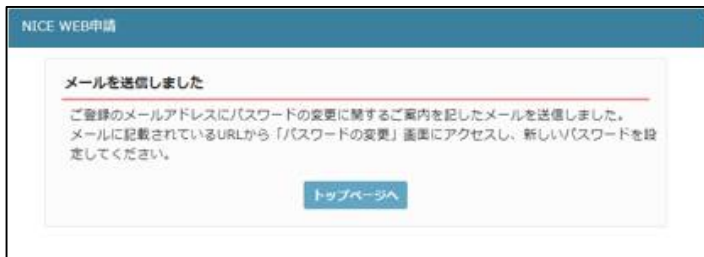 NICE WEB申請
メールを送信しました
ご登録のメールアドレスにパスワードの変更に関するご案内を記したメールを送信しました。
メールに記載されているURLから「パスワードの変更」画面にアクセスし、新しいパスワードを設
定してください。
トップページへ